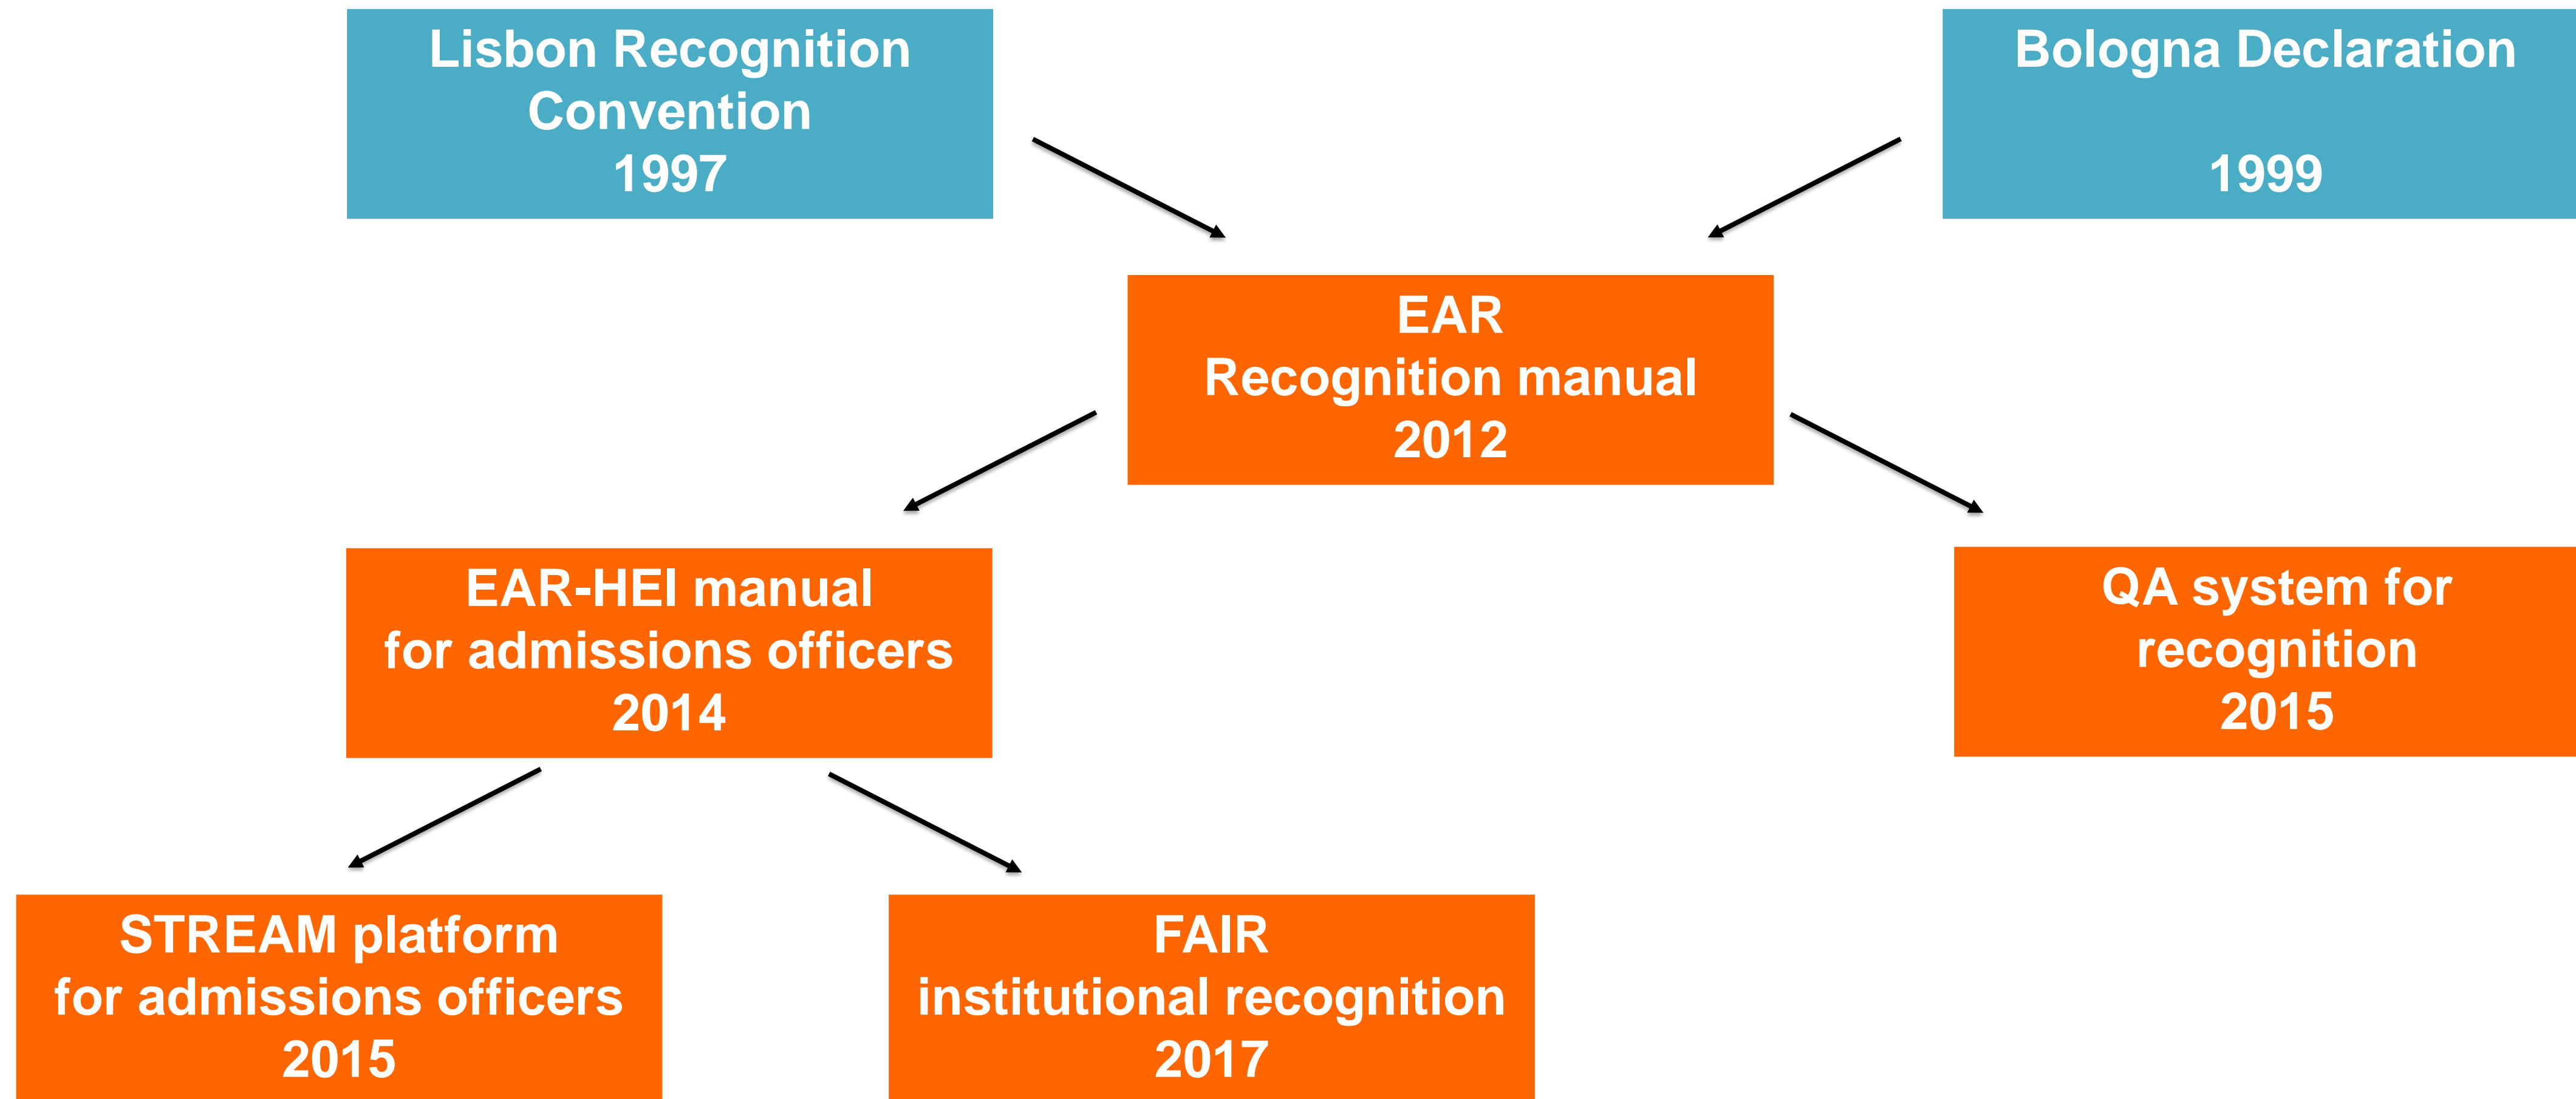 Lisbon Recognition
Convention
1997
Bologna Declaration
1999
EAR
Recognition manual
2012
EAR-HEI manual
for admissions officers
2014
QA system for
recognition
2015
STREAM platform
for admissions officers
2015
FAIR
institutional recognition
2017